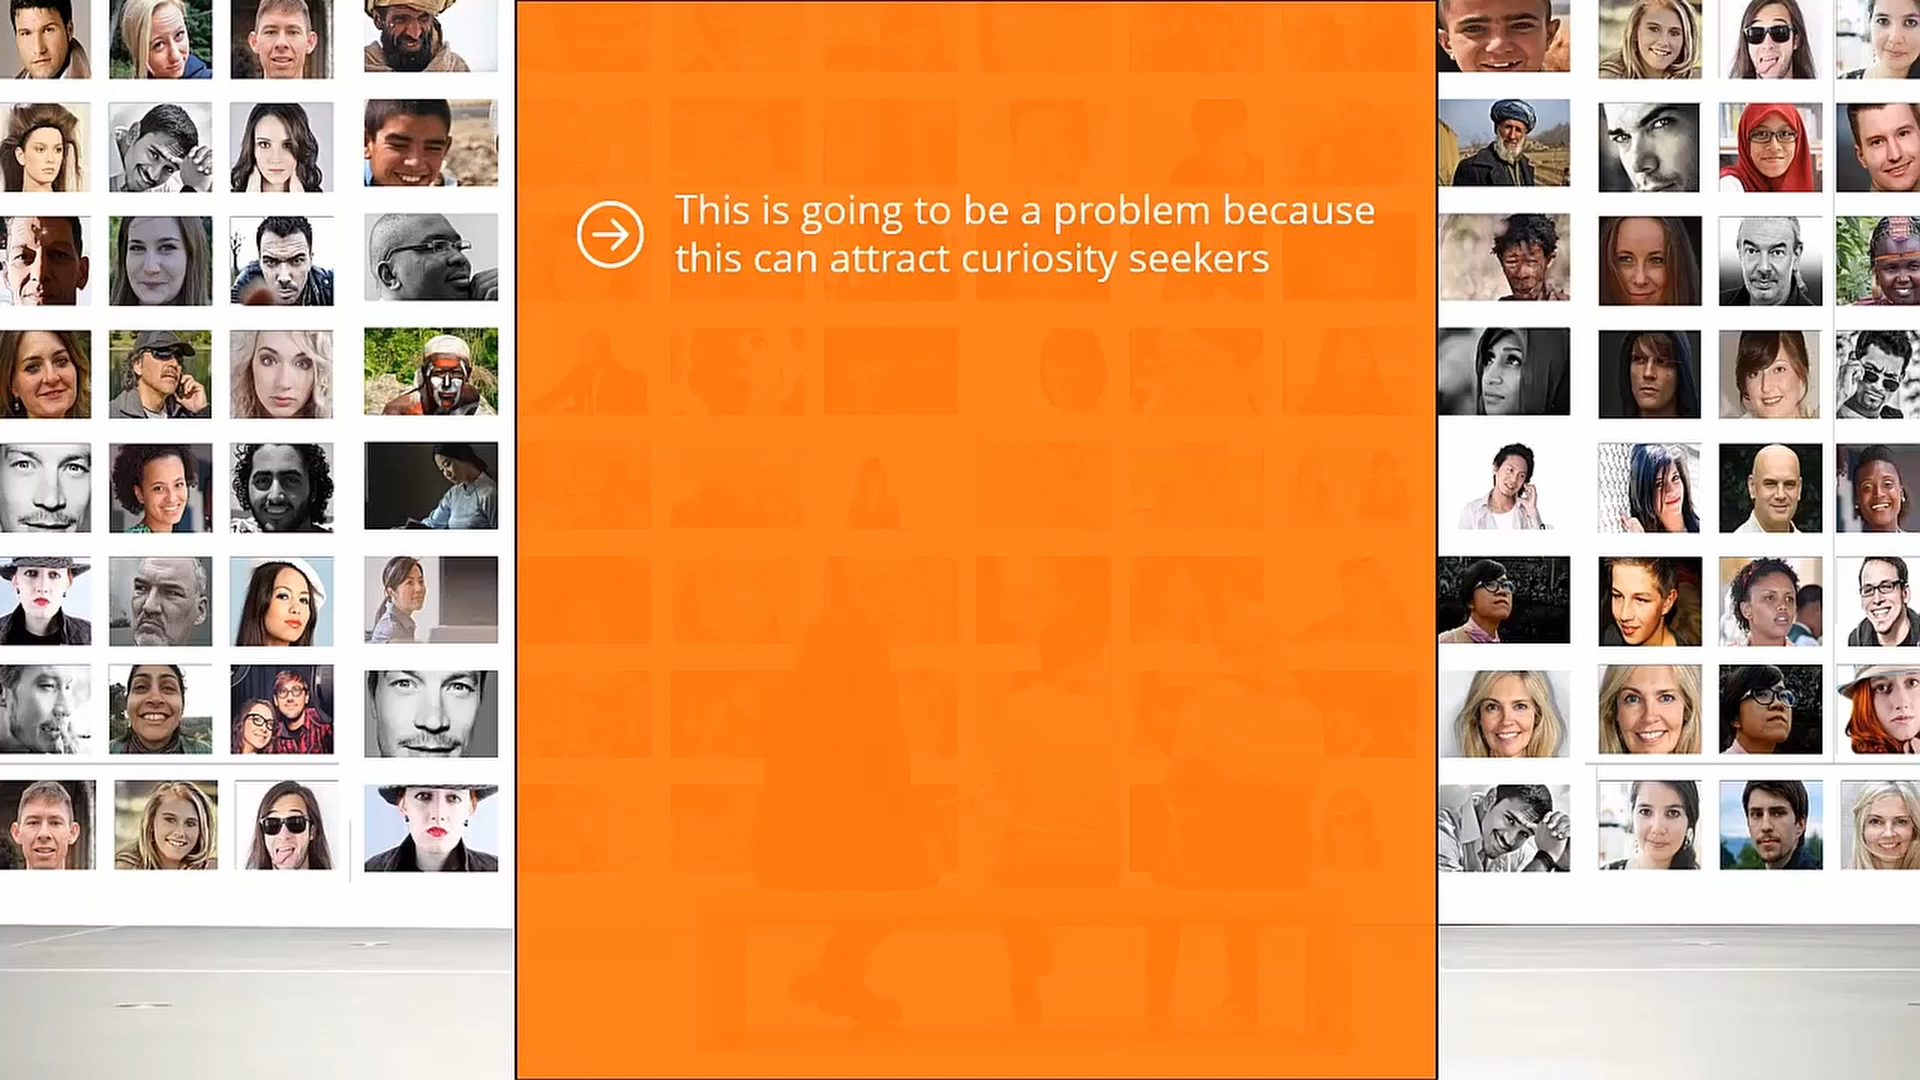 This is going to be a problem because
this can attract curiosity seekers